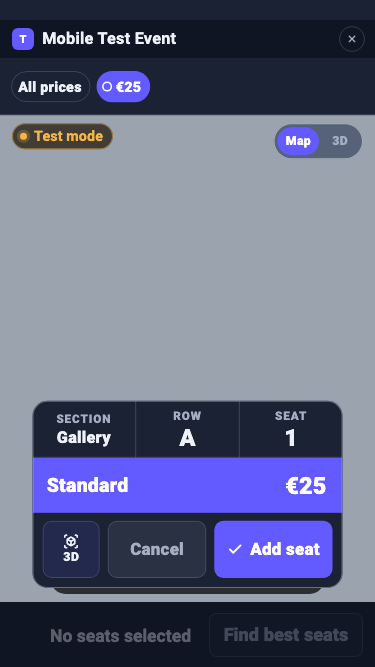 T Mobile Test Event
All prices €25
Test mode
Map 3D
SECTION ROW SEAT
Gallery A 1
Standard €25
3D Cancel Add seat
No seats selected Find best seats